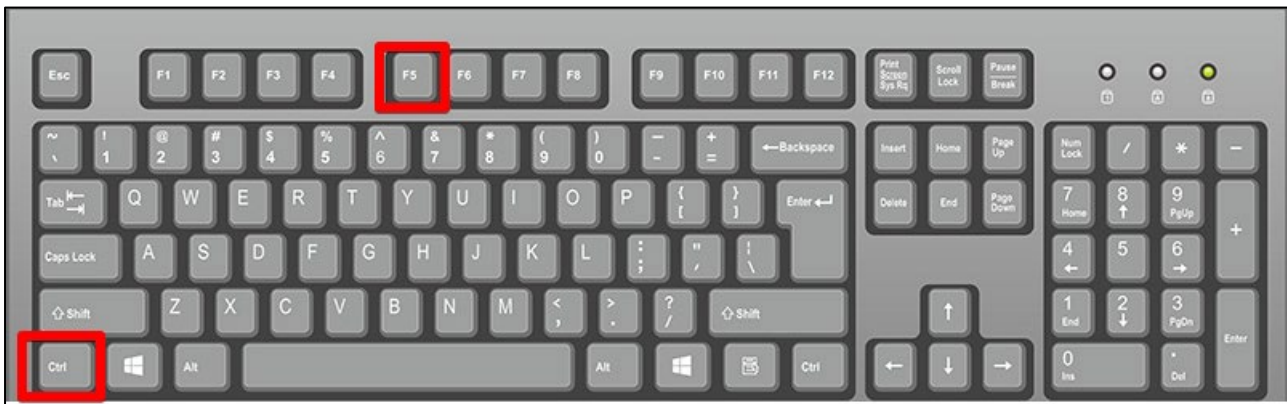 Esc F1 F2 F3 F4 F5 F6 F7 F8 F9 F10 F11 F12 Print Screen Sys Rq Scroll Lock Pause Break
1 A
~ ` ! 1 @ 2 # 3 $ 4 % 5 ^ 6 & 7 * 8 ( 9 ) 0 — - + = ←Backspace Insert Home Page Up Num Lock / * −
Tab Q W E R T Y U I O P { [ } ] Enter Delete End Page Down 7 Home 8 ↑ 9 PgUp +
Caps Lock A S D F G H J K L : ; " ' ¦ \ 4 ← 5 6 →
Shift Z X C V B N M < , > . ? / Shift ↑ 1 End 2 ↓ 3 PgDn Enter
Ctrl Alt Alt Ctrl ← ↓ → 0 Ins . Del